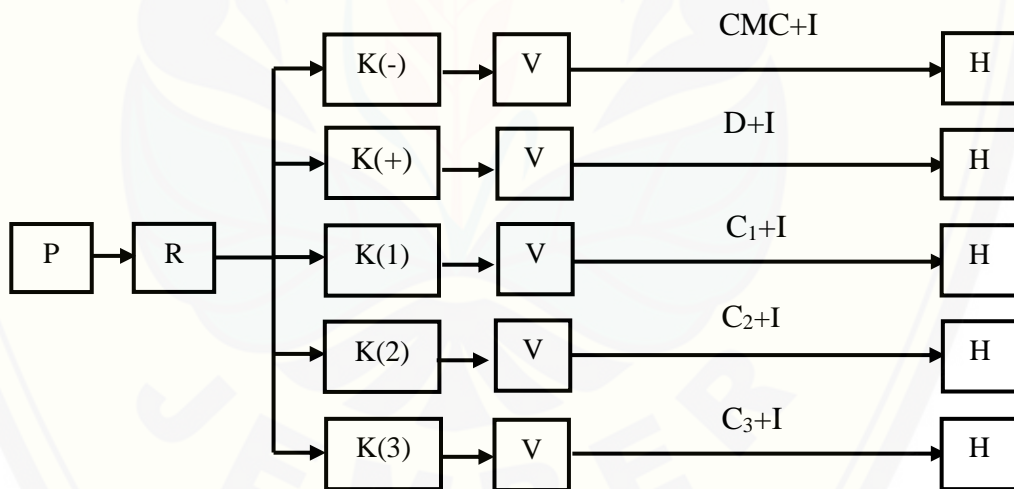 CMC+I
K(-) V H
D+I
K(+) V H
C₁+I
P R K(1) V H
C₂+I
K(2) V H
C₃+I
K(3) V H